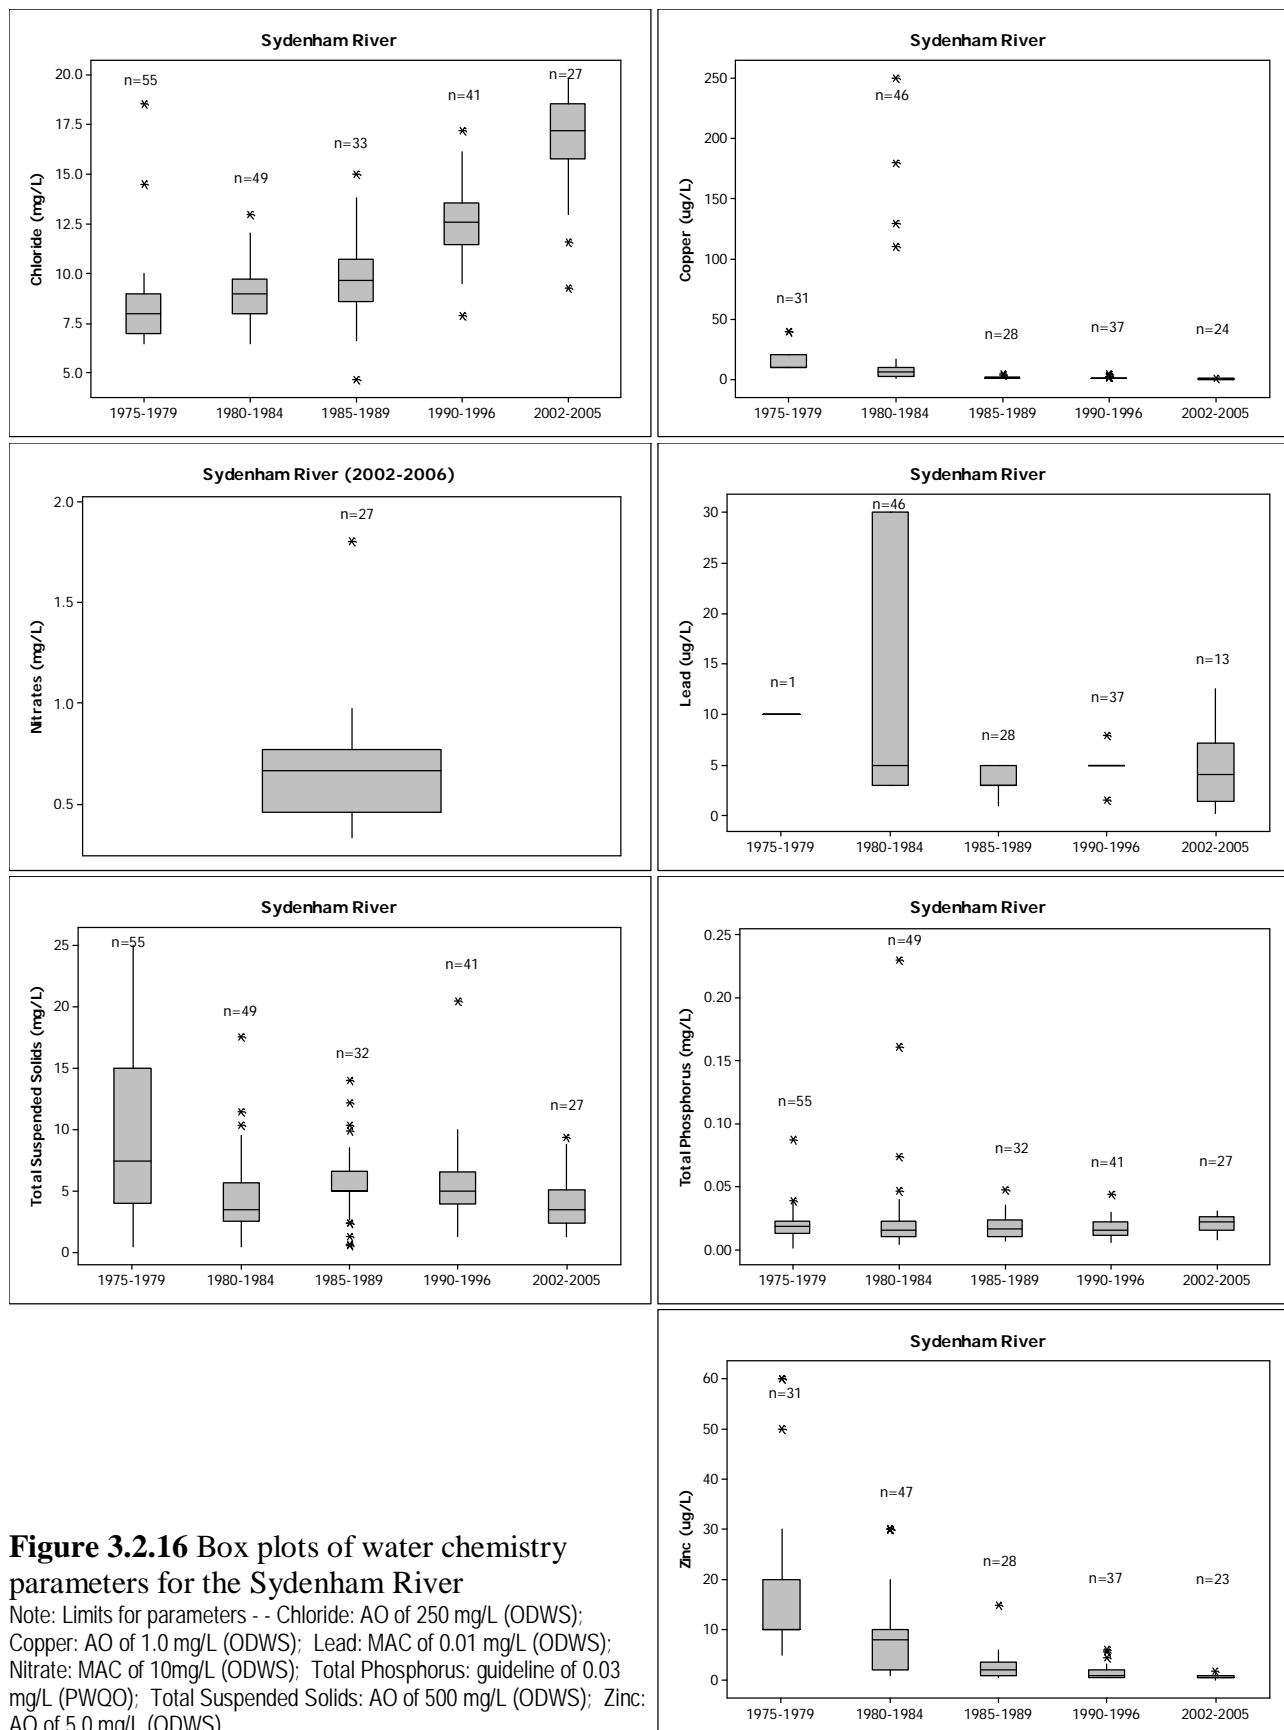 Sydenham River
Chloride (mg/L)
20.0
17.5
15.0
12.5
10.0
7.5
5.0
n=55
n=49
n=33
n=41
n=27
1975-1979 1980-1984 1985-1989 1990-1996 2002-2005
Sydenham River
Copper (ug/L)
250
200
150
100
50
0
n=31
n=46
n=28
n=37
n=24
1975-1979 1980-1984 1985-1989 1990-1996 2002-2005
Sydenham River (2002-2006)
Nitrates (mg/L)
2.0
1.5
1.0
0.5
n=27
Sydenham River
Lead (ug/L)
30
25
20
15
10
5
0
n=1
n=46
n=28
n=37
n=13
1975-1979 1980-1984 1985-1989 1990-1996 2002-2005
Sydenham River
Total Suspended Solids (mg/L)
25
20
15
10
5
0
n=55
n=49
n=32
n=41
n=27
1975-1979 1980-1984 1985-1989 1990-1996 2002-2005
Sydenham River
Total Phosphorus (mg/L)
0.25
0.20
0.15
0.10
0.05
0.00
n=55
n=49
n=32
n=41
n=27
1975-1979 1980-1984 1985-1989 1990-1996 2002-2005
Sydenham River
Zinc (ug/L)
60
50
40
30
20
10
0
n=31
n=47
n=28
n=37
n=23
1975-1979 1980-1984 1985-1989 1990-1996 2002-2005
Figure 3.2.16 Box plots of water chemistry
parameters for the Sydenham River
Note: Limits for parameters - - Chloride: AO of 250 mg/L (ODWS);
Copper: AO of 1.0 mg/L (ODWS); Lead: MAC of 0.01 mg/L (ODWS);
Nitrate: MAC of 10mg/L (ODWS); Total Phosphorus: guideline of 0.03
mg/L (PWQO); Total Suspended Solids: AO of 500 mg/L (ODWS); Zinc:
AO of 5.0 mg/L (ODWS)